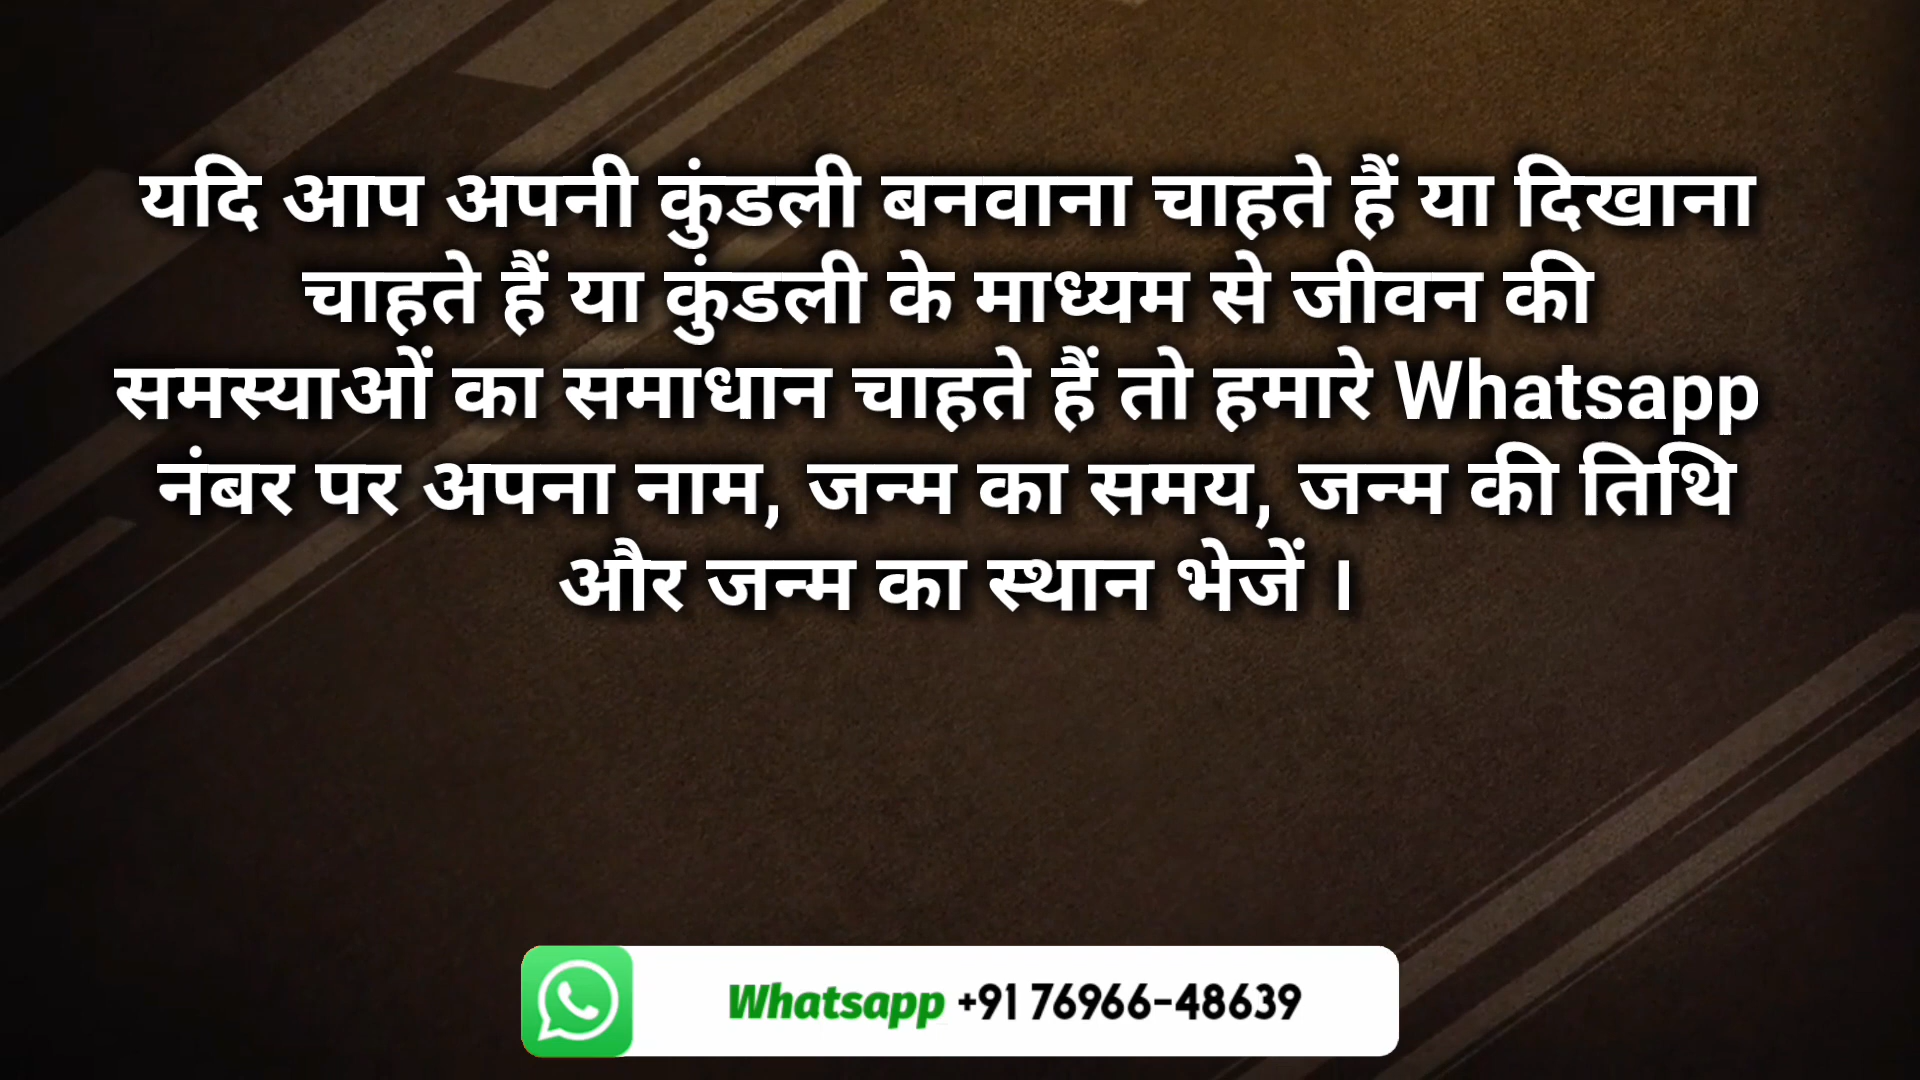 यदि आप अपनी कुंडली बनवाना चाहते हैं या दिखाना
चाहते हैं या कुंडली के माध्यम से जीवन की
समस्याओं का समाधान चाहते हैं तो हमारे Whatsapp
नंबर पर अपना नाम, जन्म का समय, जन्म की तिथि
और जन्म का स्थान भेजें ।
Whatsapp +91 76966-48639